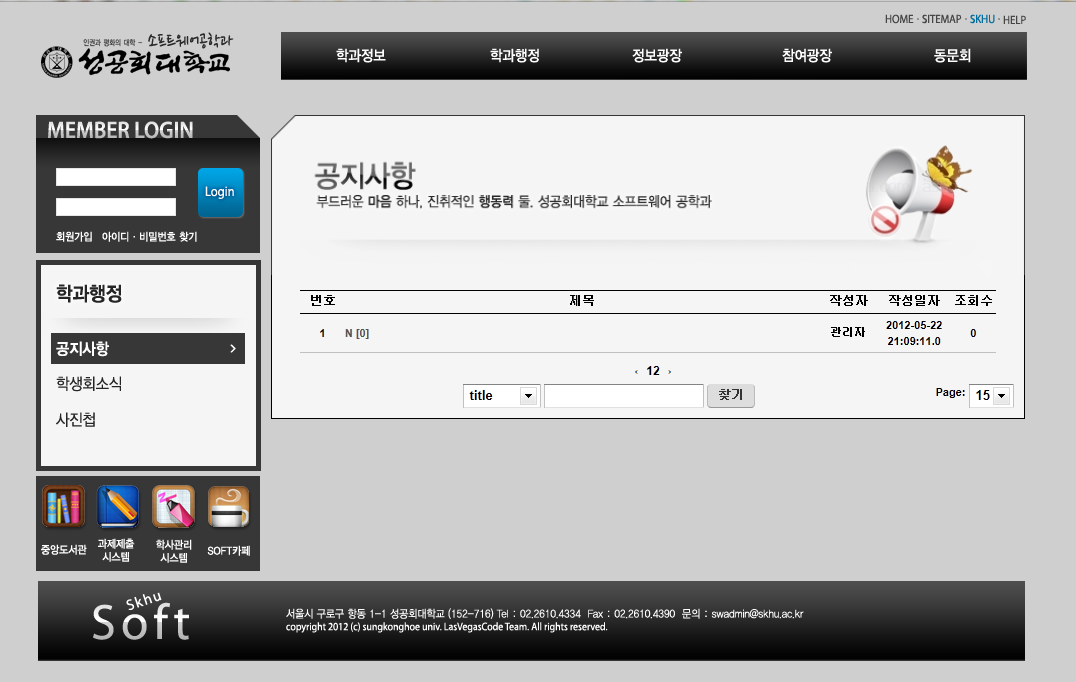 HOME · SITEMAP · SKHU · HELP
인권과 평화의 대학 - 소프트웨어공학과
성공회대학교
학과정보 학과행정 정보광장 참여광장 동문회
MEMBER LOGIN
Login
회원가입 아이디 · 비밀번호 찾기
학과행정
공지사항 >
학생회소식
사진첩
중앙도서관
과제제출
시스템
학사관리
시스템
SOFT카페
공지사항
부드러운 마음 하나, 진취적인 행동력 둘. 성공회대학교 소프트웨어 공학과
번호 제목 작성자 작성일자 조회수
1 N [0] 관리자 2012-05-22 21:09:11.0 0
‹ 12 ›
title 찾기 Page: 15
skhu
Soft
서울시 구로구 항동 1-1 성공회대학교 (152-716) Tel : 02.2610.4334 Fax : 02.2610.4390 문의 : swadmin@skhu.ac.kr
copyright 2012 (c) sungkonghoe univ. LasVegasCode Team. All rights reserved.